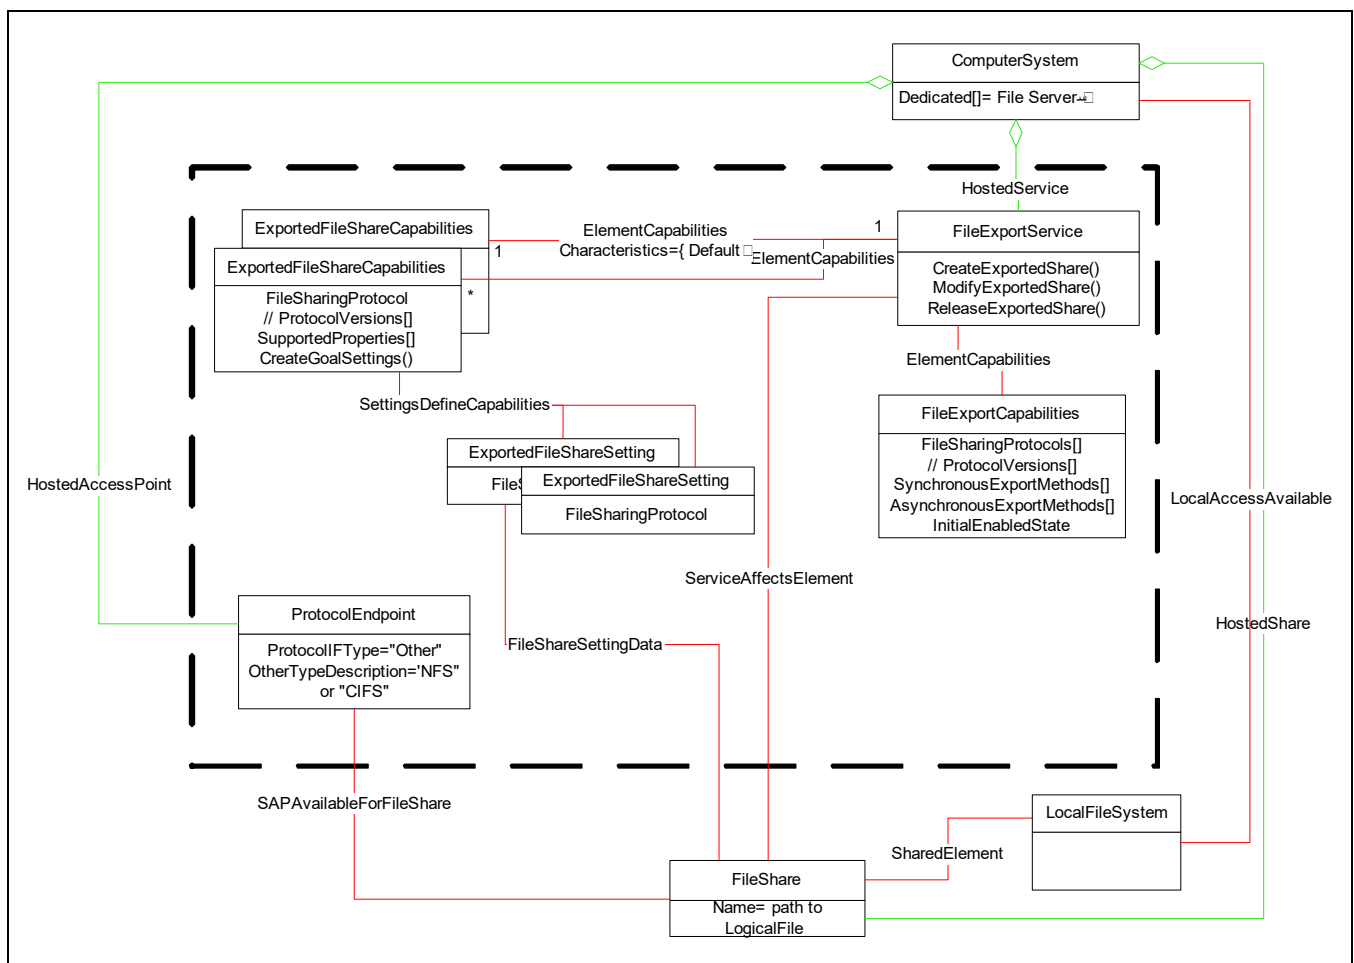 ComputerSystem
Dedicated[]= File Server
HostedService
ExportedFileShareCapabilities
1
ElementCapabilities
Characteristics={ Default
ElementCapabilities
1
FileExportService
CreateExportedShare()
ModifyExportedShare()
ReleaseExportedShare()
ExportedFileShareCapabilities
*
FileSharingProtocol
// ProtocolVersions[]
SupportedProperties[]
CreateGoalSettings()
ElementCapabilities
SettingsDefineCapabilities
FileExportCapabilities
FileSharingProtocols[]
// ProtocolVersions[]
SynchronousExportMethods[]
AsynchronousExportMethods[]
InitialEnabledState
ExportedFileShareSetting
ExportedFileShareSetting
FileSharingProtocol
HostedAccessPoint
LocalAccessAvailable
ServiceAffectsElement
ProtocolEndpoint
ProtocolIFType="Other"
OtherTypeDescription='NFS"
or "CIFS"
HostedShare
FileShareSettingData
SAPAvailableForFileShare
LocalFileSystem
SharedElement
FileShare
Name= path to
LogicalFile